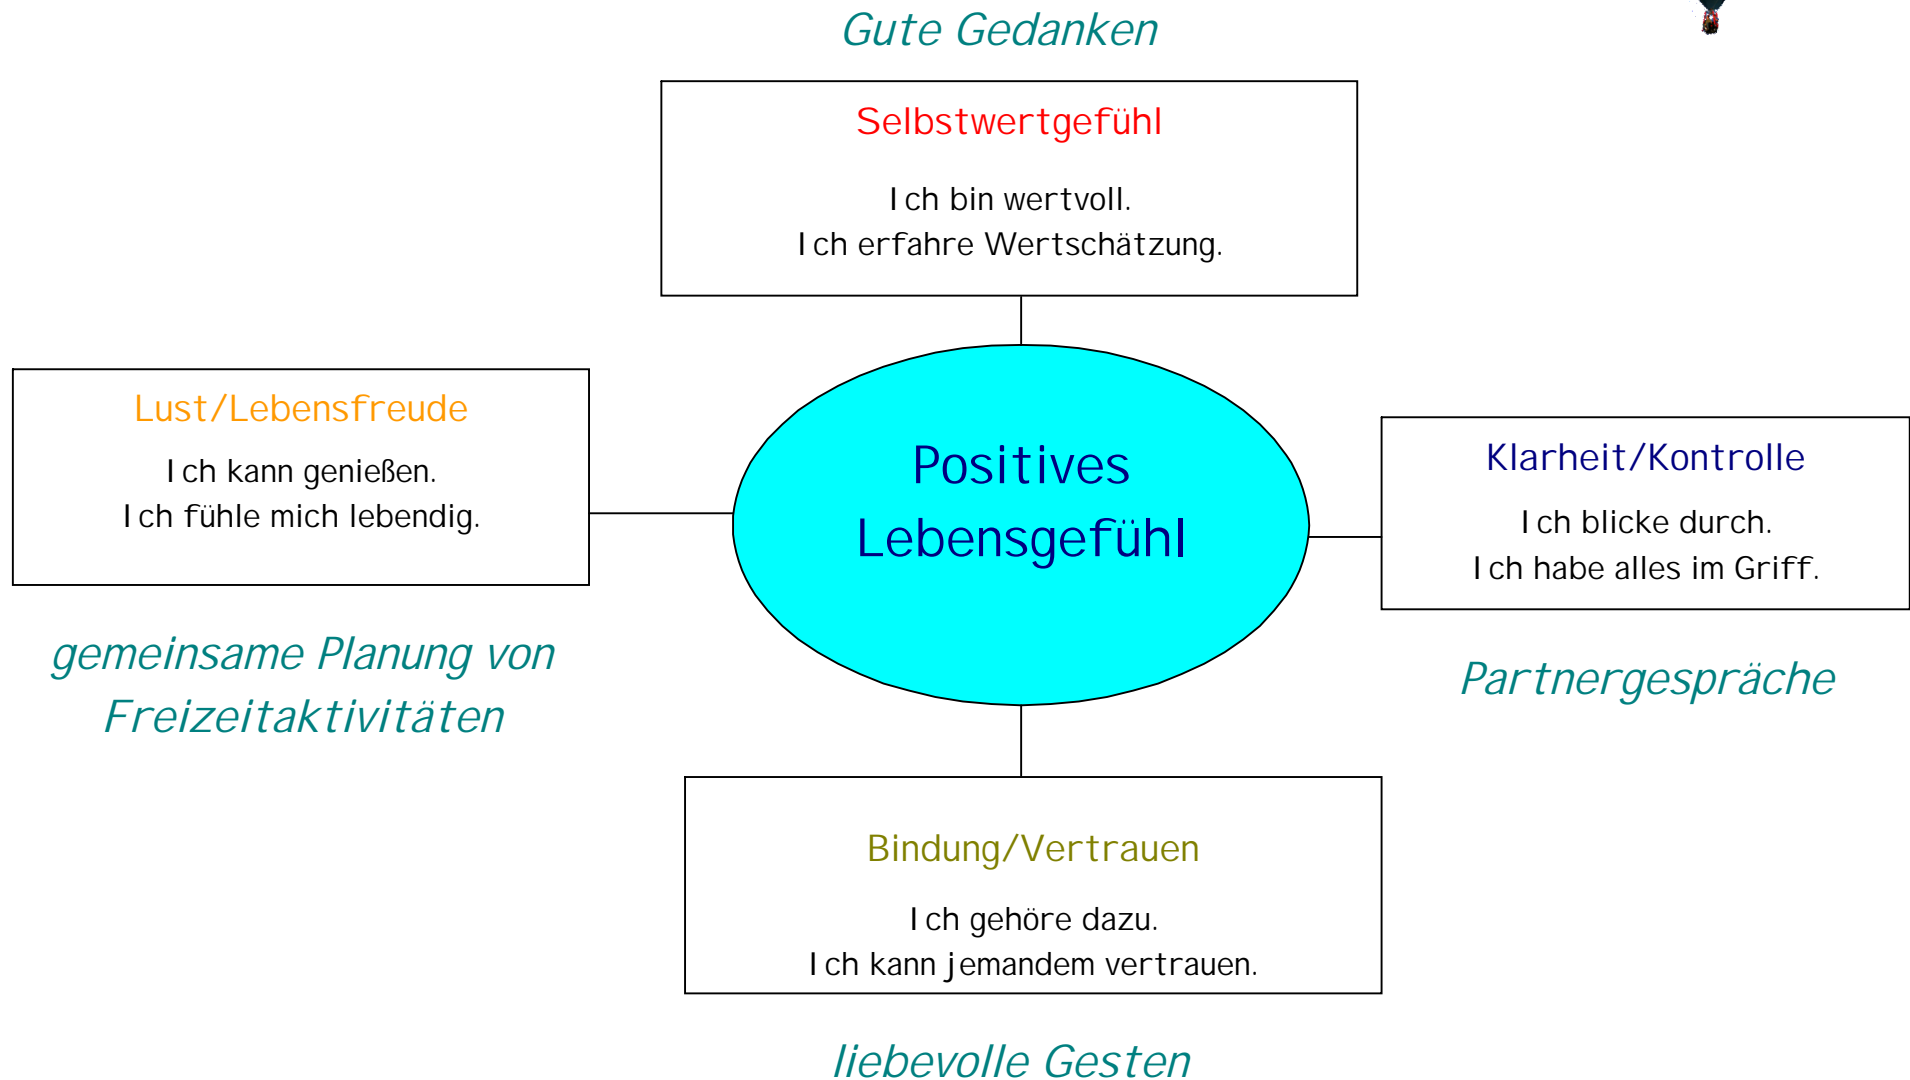 Gute Gedanken
Selbstwertgefühl
Ich bin wertvoll.
Ich erfahre Wertschätzung.
Lust/Lebensfreude
Ich kann genießen.
Ich fühle mich lebendig.
gemeinsame Planung von
Freizeitaktivitäten
Positives
Lebensgefühl
Klarheit/Kontrolle
Ich blicke durch.
Ich habe alles im Griff.
Partnergespräche
Bindung/Vertrauen
Ich gehöre dazu.
Ich kann jemandem vertrauen.
liebevolle Gesten